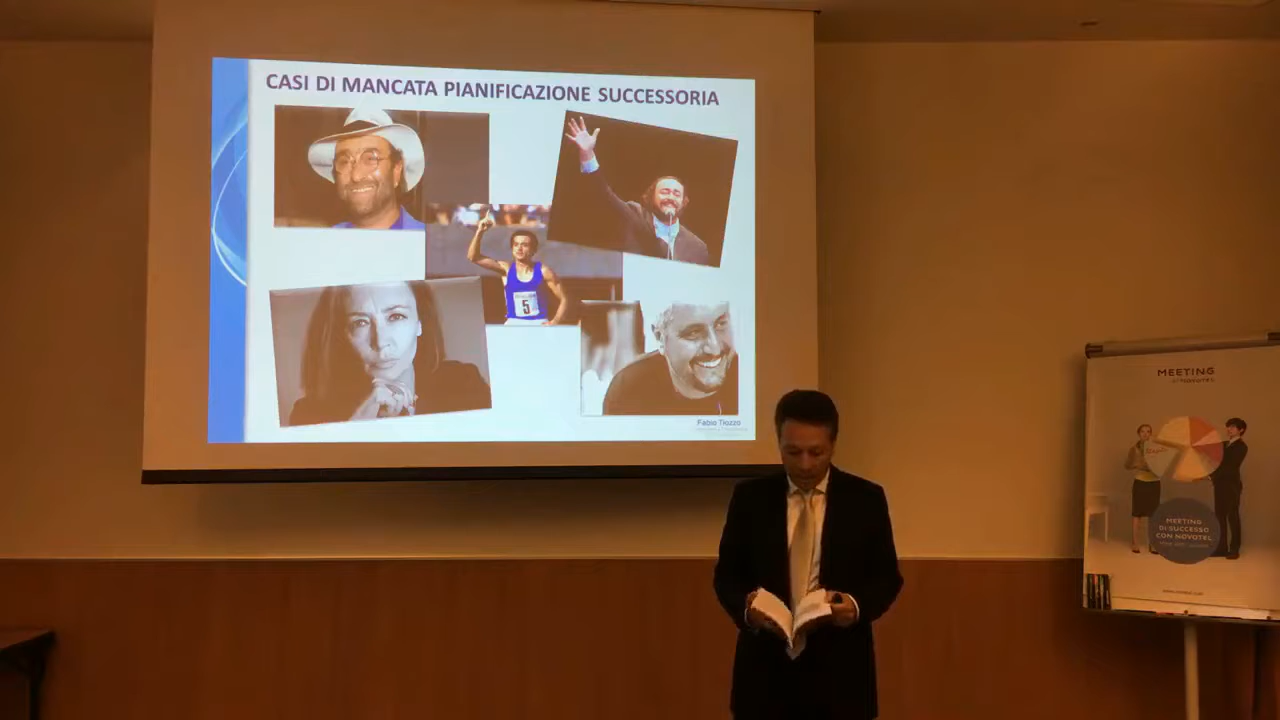 CASI DI MANCATA PIANIFICAZIONE SUCCESSORIA
5
Fabio Tiozzo
MEETING
MEETING
DI SUCCESSO
CON NOVOTEL